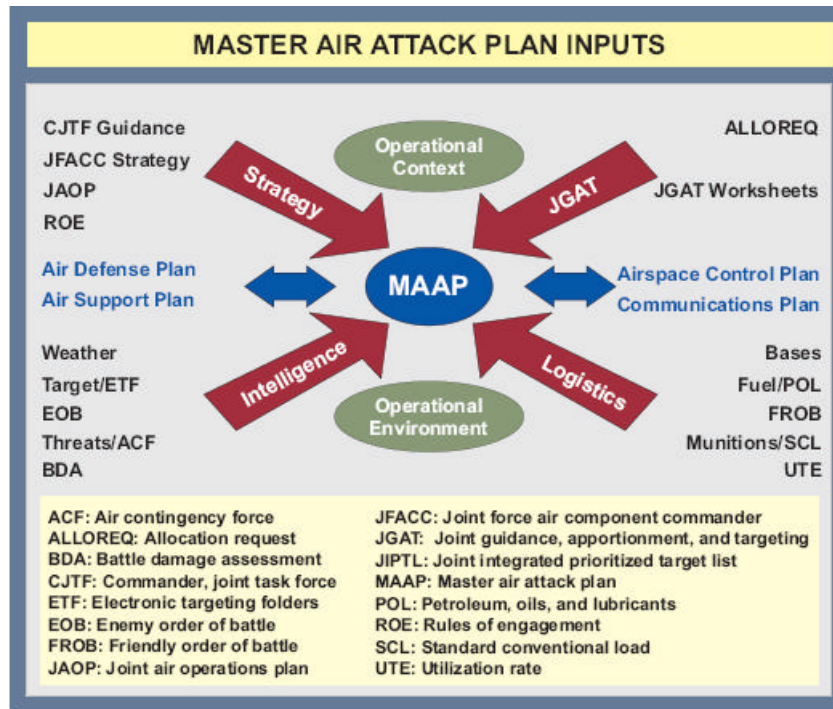 MASTER AIR ATTACK PLAN INPUTS
CJTF Guidance
JFACC Strategy
JAOP
ROE
Strategy
Operational
Context
JGAT
ALLOREQ
JGAT Worksheets
Air Defense Plan
Air Support Plan
MAAP
Airspace Control Plan
Communications Plan
Weather
Target/ETF
EOB
Threats/ACF
BDA
Intelligence
Operational
Environment
Logistics
Bases
Fuel/POL
FROB
Munitions/SCL
UTE
ACF: Air contingency force
ALLOREQ: Allocation request
BDA: Battle damage assessment
CJTF: Commander, joint task force
ETF: Electronic targeting folders
EOB: Enemy order of battle
FROB: Friendly order of battle
JAOP: Joint air operations plan
JFACC: Joint force air component commander
JGAT: Joint guidance, apportionment, and targeting
JIPTL: Joint integrated prioritized target list
MAAP: Master air attack plan
POL: Petroleum, oils, and lubricants
ROE: Rules of engagement
SCL: Standard conventional load
UTE: Utilization rate